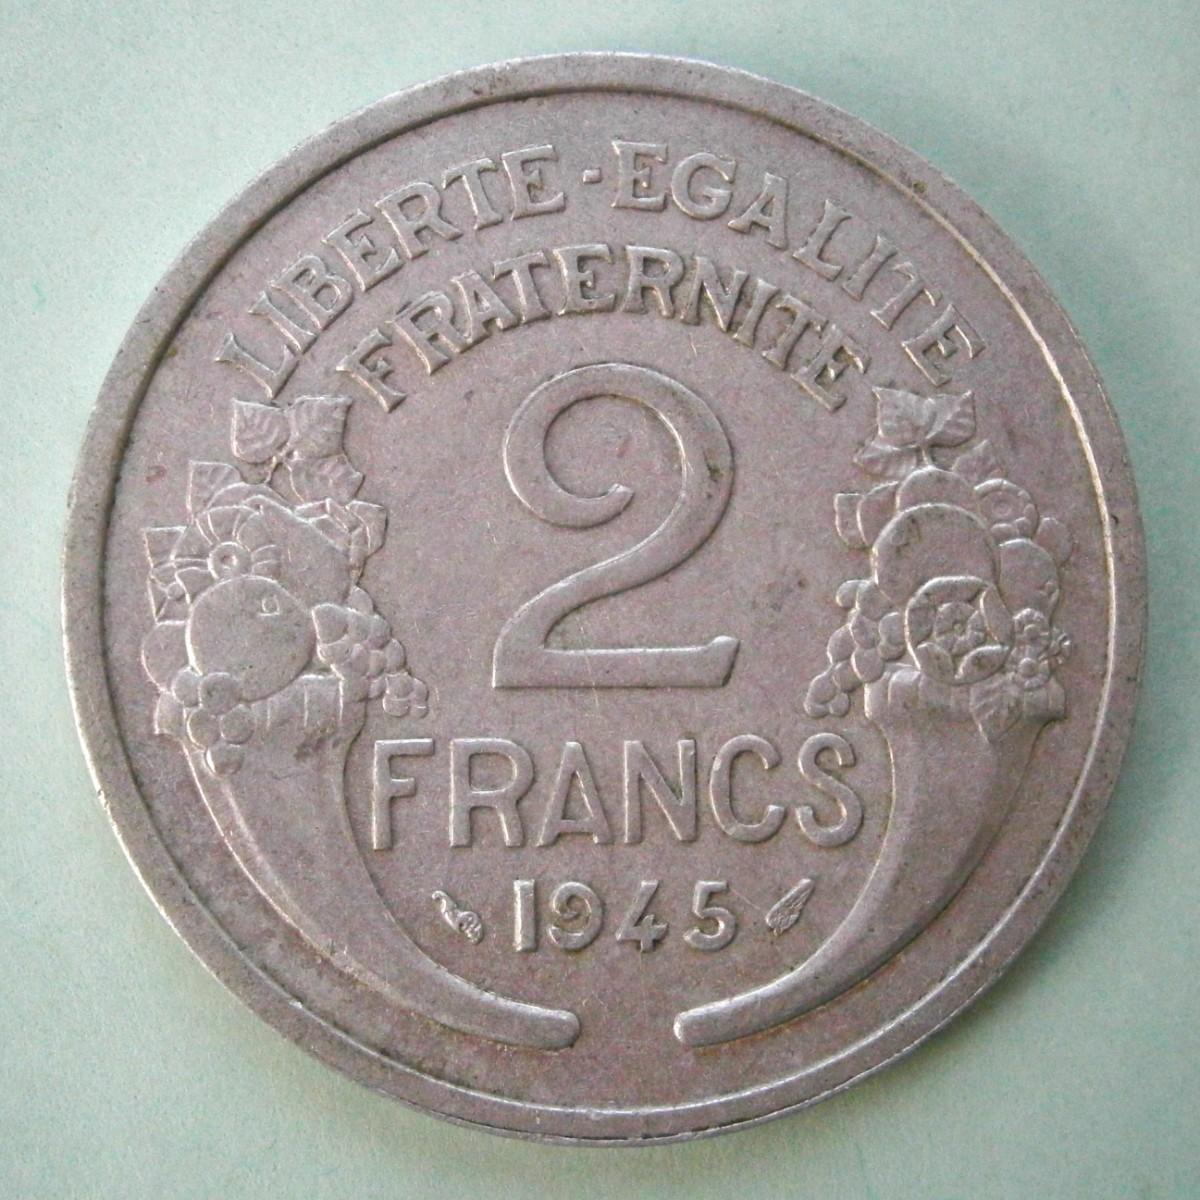 LIBERTE-EGALITE
FRATERNITE
2
FRANCS
1945